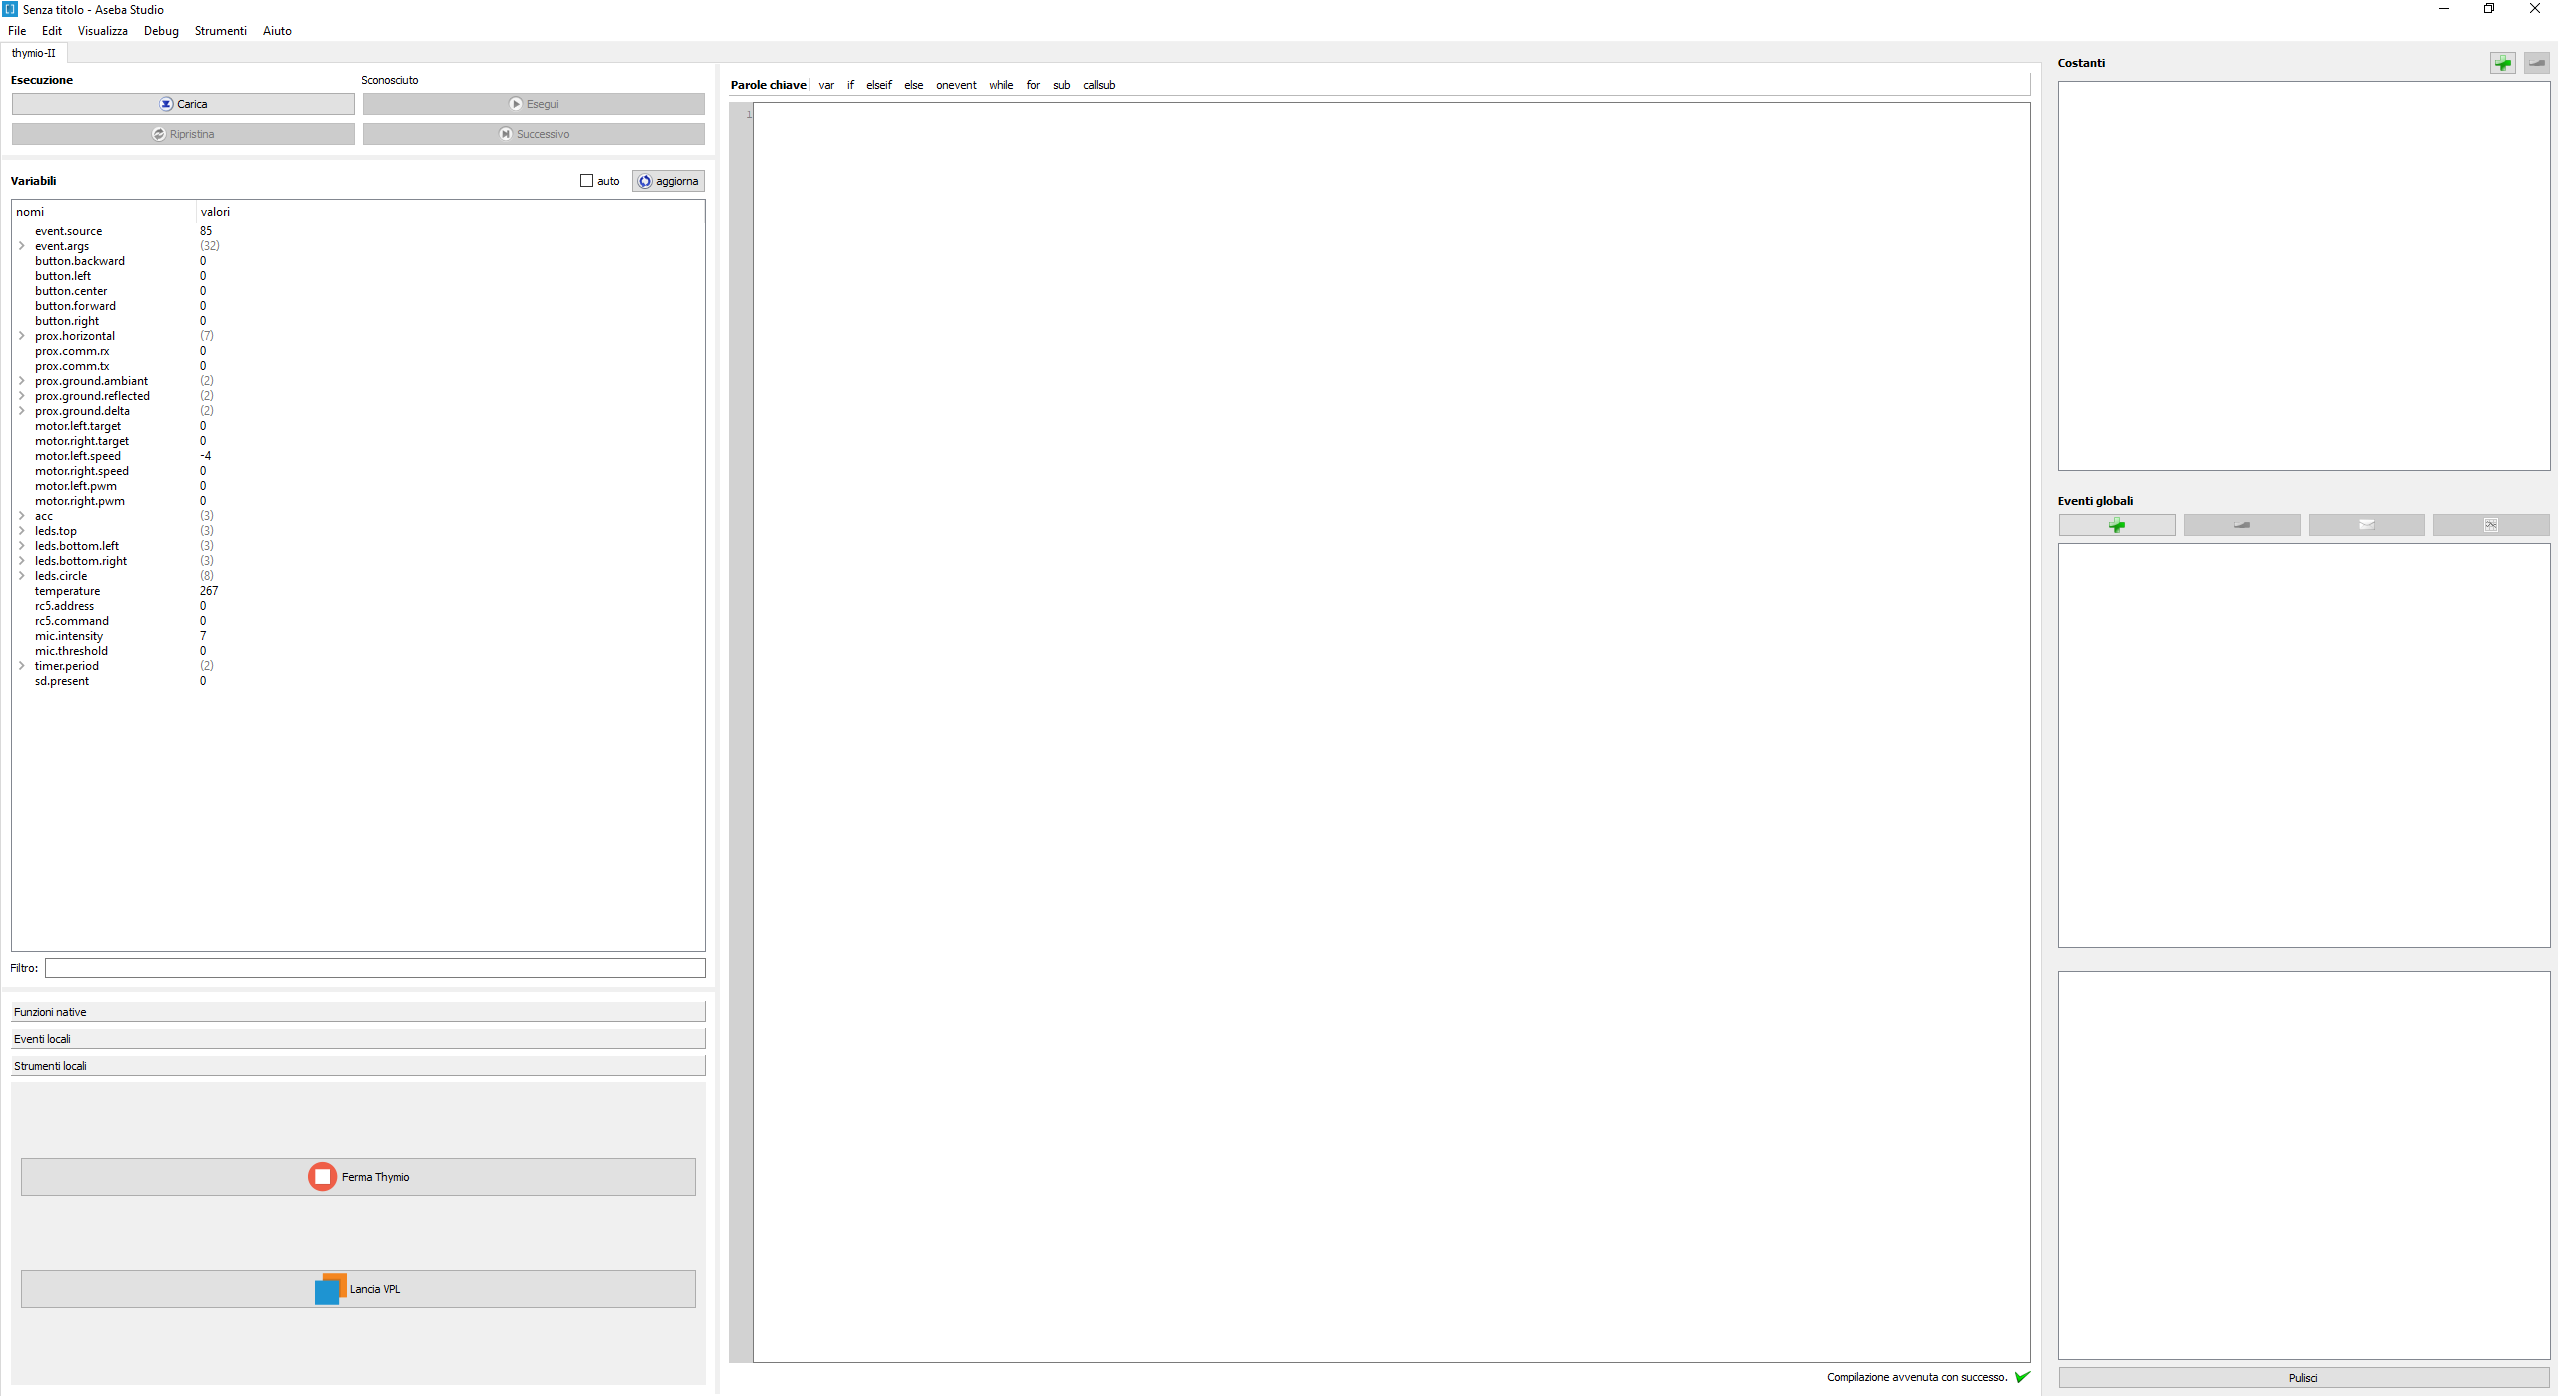 Senza titolo - Aseba Studio
File Edit Visualizza Debug Strumenti Aiuto
thymio-II
Esecuzione Sconosciuto
Carica Esegui
Ripristina Successivo
Variabili auto aggiorna
nomi valori
event.source 85
event.args (32)
button.backward 0
button.left 0
button.center 0
button.forward 0
button.right 0
prox.horizontal (7)
prox.comm.rx 0
prox.comm.tx 0
prox.ground.ambiant (2)
prox.ground.reflected (2)
prox.ground.delta (2)
motor.left.target 0
motor.right.target 0
motor.left.speed -4
motor.right.speed 0
motor.left.pwm 0
motor.right.pwm 0
acc (3)
leds.top (3)
leds.bottom.left (3)
leds.bottom.right (3)
leds.circle (8)
temperature 267
rc5.address 0
rc5.command 0
mic.intensity 7
mic.threshold 0
timer.period (2)
sd.present 0
Filtro:
Funzioni native
Eventi locali
Strumenti locali
Ferma Thymio
Lancia VPL
Parole chiave var if elseif else onevent while for sub callsub
1
Compilazione avvenuta con successo.
Costanti
Eventi globali
Pulisci